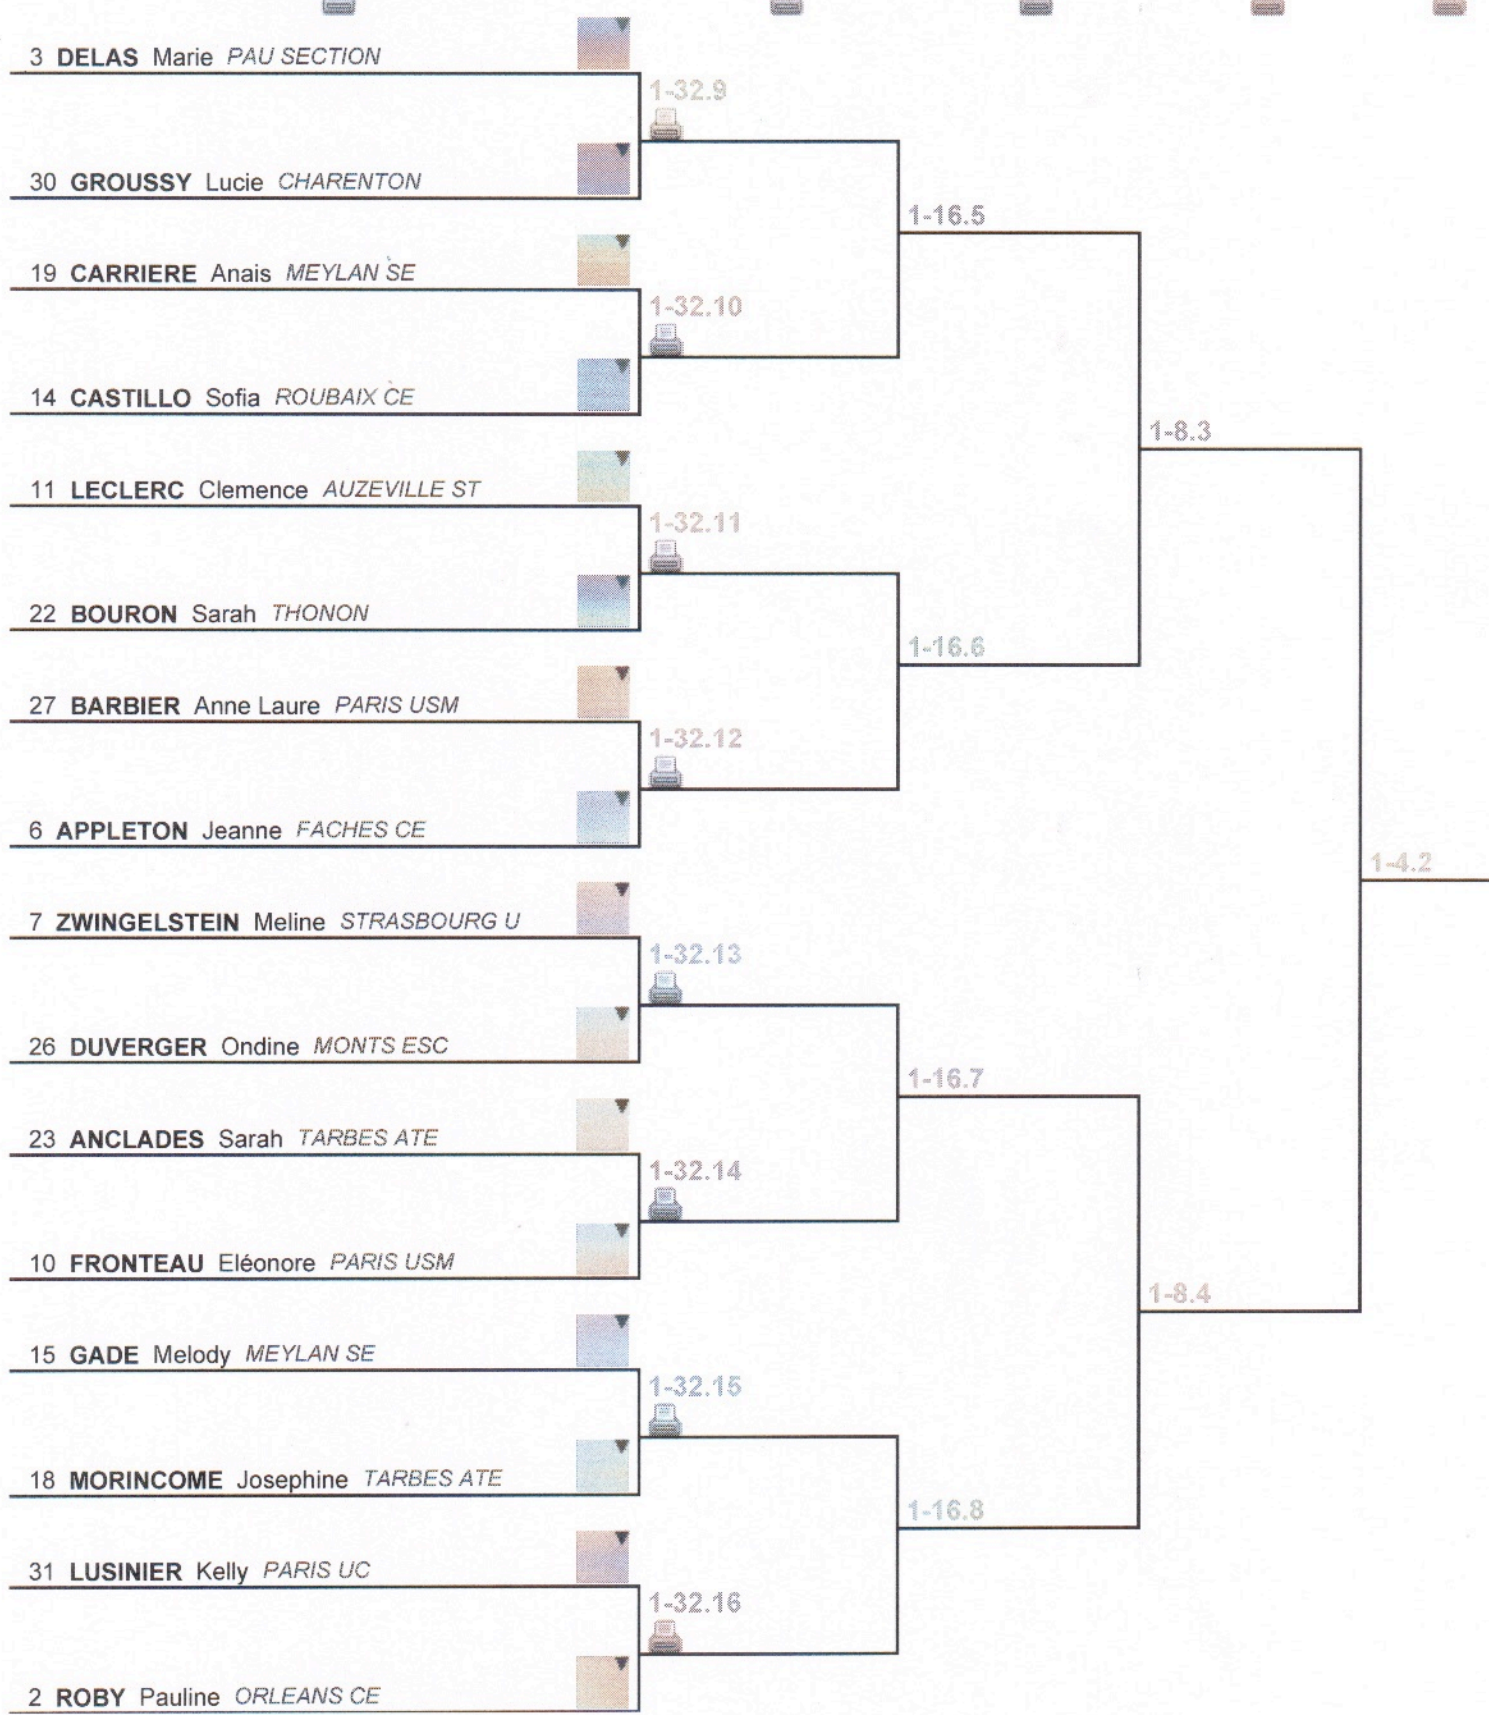 3 DELAS Marie PAU SECTION
1-32.9
30 GROUSSY Lucie CHARENTON
1-16.5
19 CARRIERE Anais MEYLAN SE
1-32.10
14 CASTILLO Sofia ROUBAIX CE
1-8.3
11 LECLERC Clemence AUZEVILLE ST
1-32.11
22 BOURON Sarah THONON
1-16.6
27 BARBIER Anne Laure PARIS USM
1-32.12
6 APPLETON Jeanne FACHES CE
1-4.2
7 ZWINGELSTEIN Meline STRASBOURG U
1-32.13
26 DUVERGER Ondine MONTS ESC
1-16.7
23 ANCLADES Sarah TARBES ATE
1-32.14
10 FRONTEAU Eléonore PARIS USM
1-8.4
15 GADE Melody MEYLAN SE
1-32.15
18 MORINCOME Josephine TARBES ATE
1-16.8
31 LUSINIER Kelly PARIS UC
1-32.16
2 ROBY Pauline ORLEANS CE